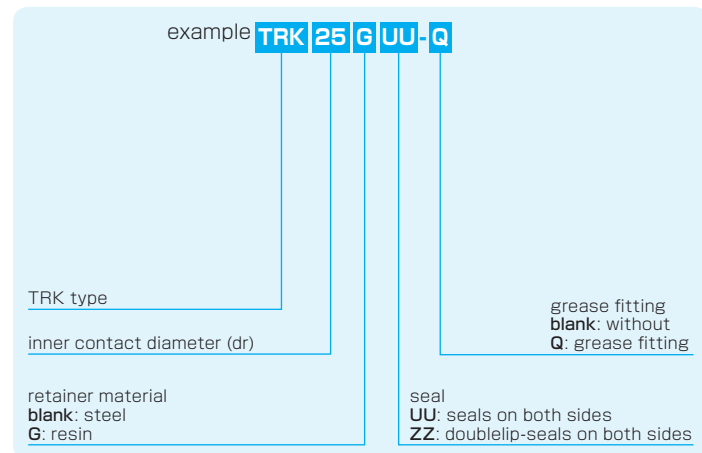 example TRK 25 G UU-Q
TRK type
inner contact diameter (dr)
retainer material
blank: steel
G: resin
grease fitting
blank: without
Q: grease fitting
seal
UU: seals on both sides
ZZ: doublelip-seals on both sides